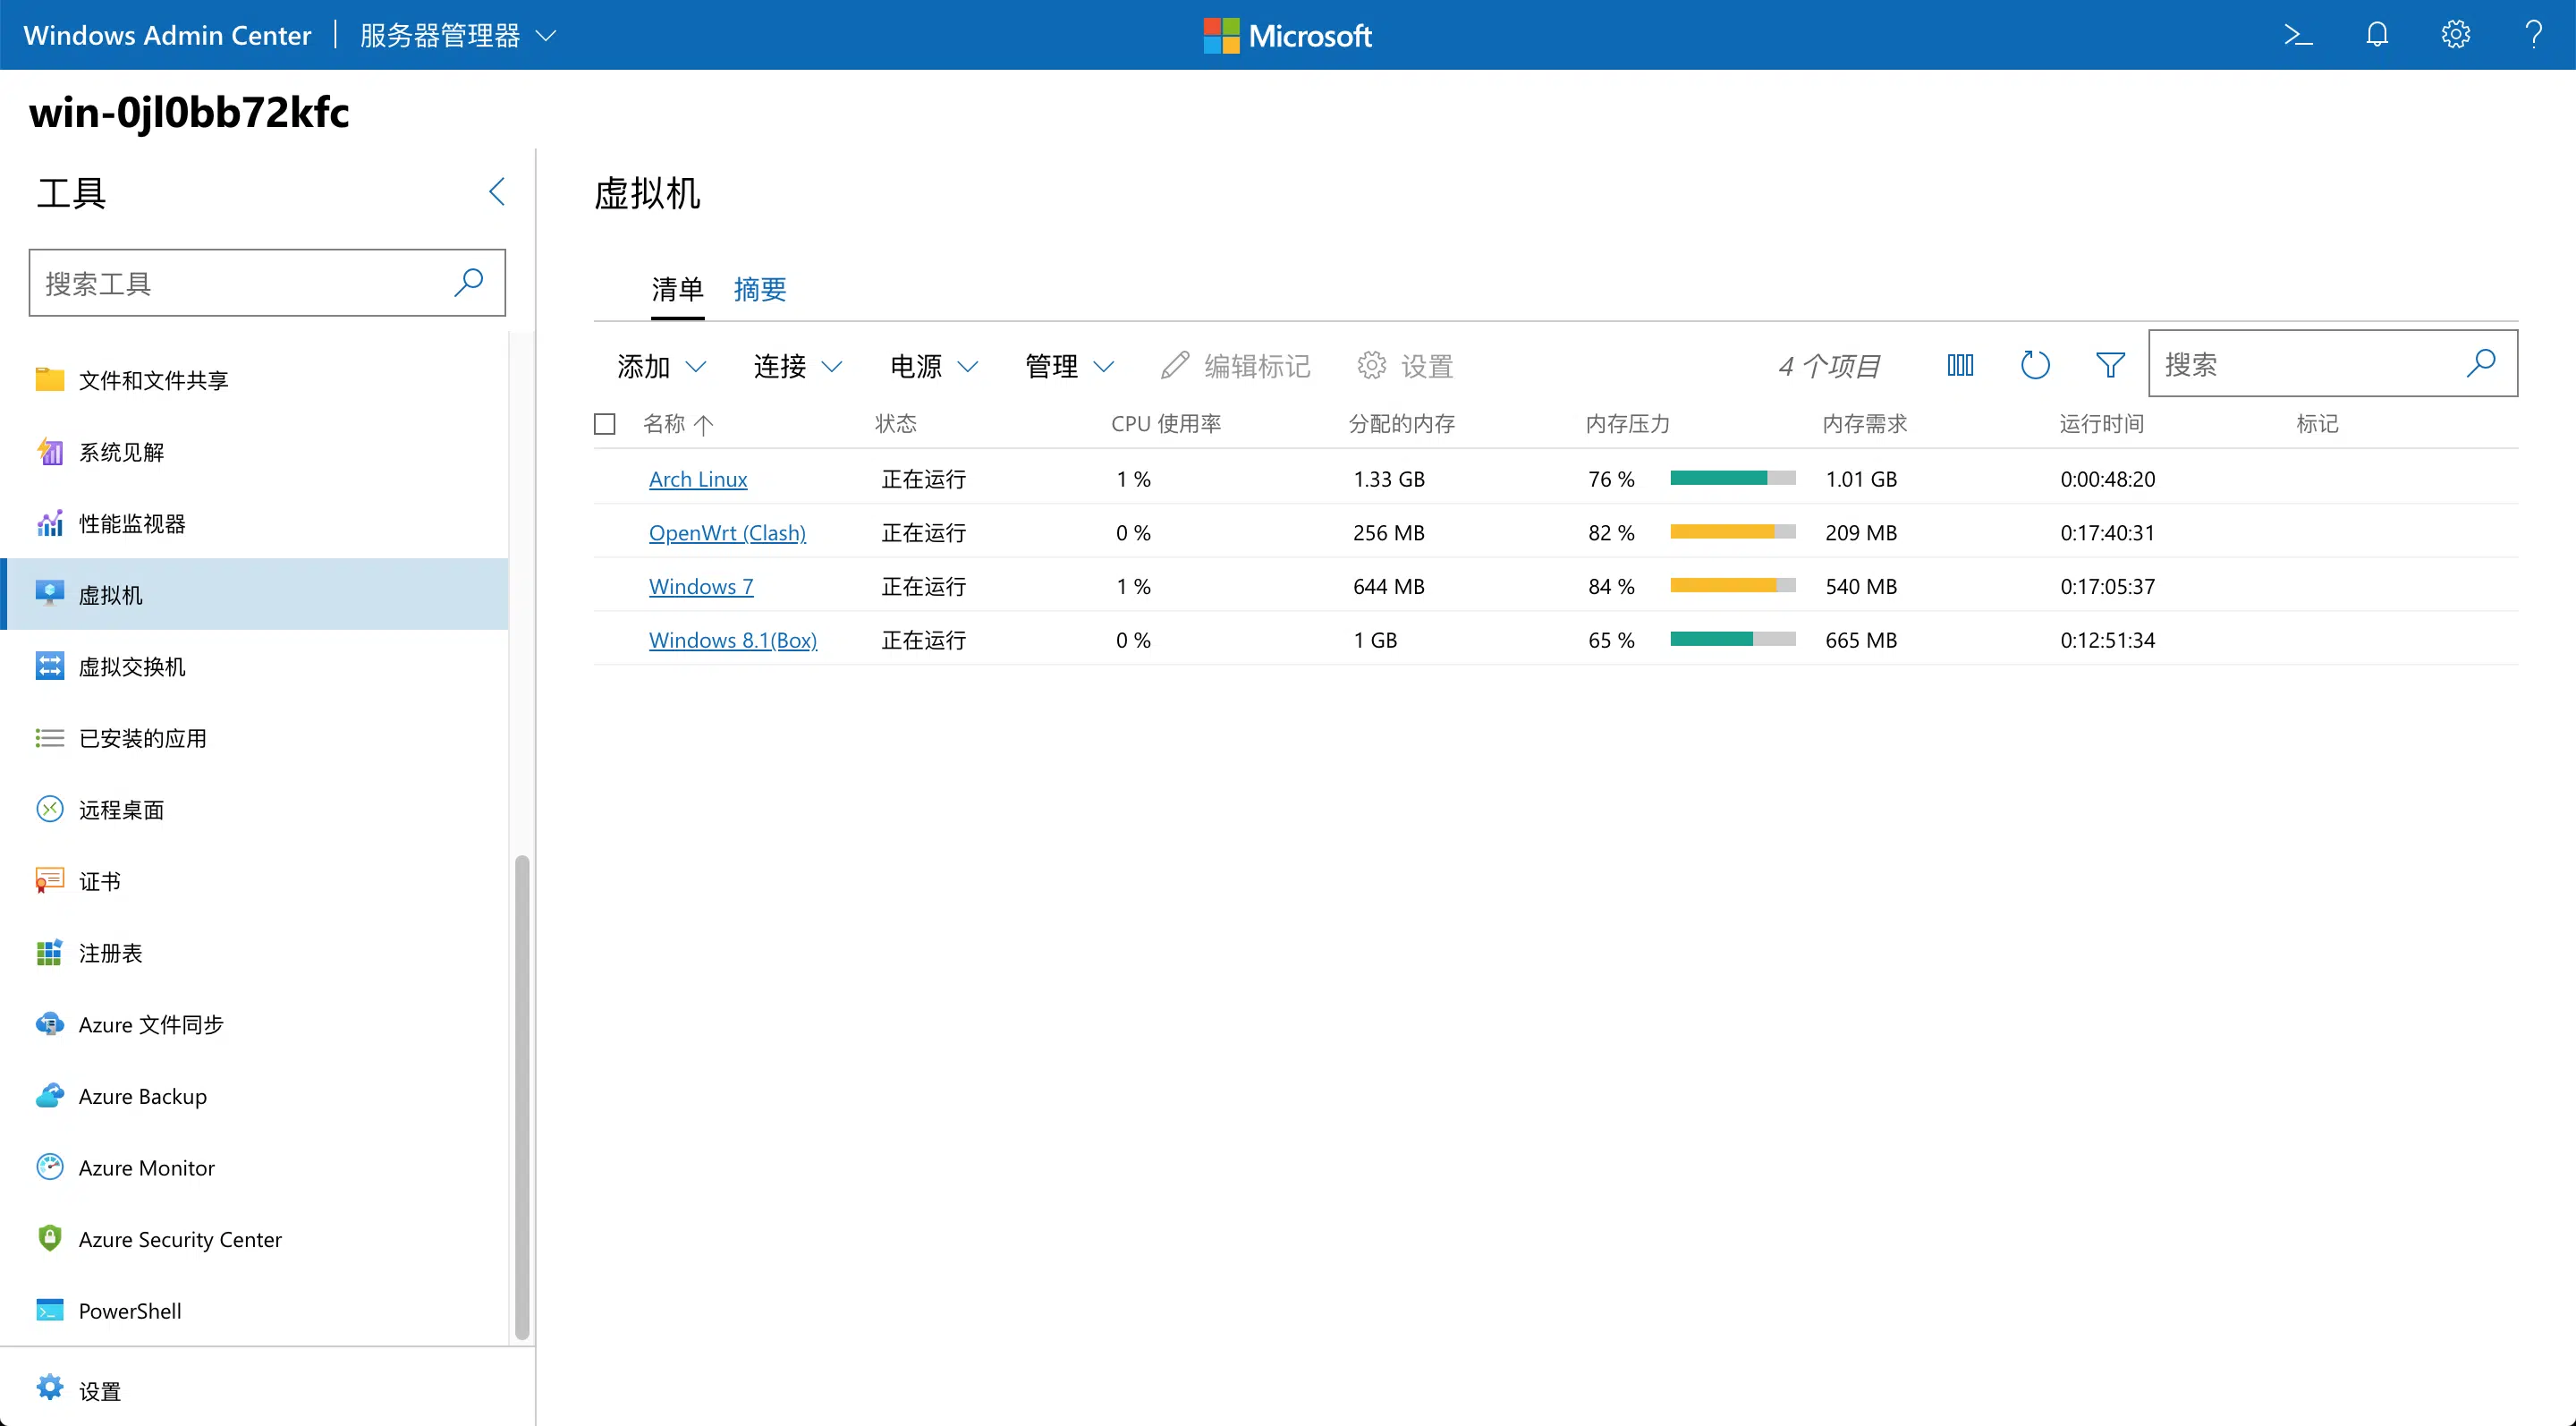 Windows Admin Center | 服务器管理器
Microsoft
win-0jl0bb72kfc
工具
搜索工具
文件和文件共享
系统见解
性能监视器
虚拟机
虚拟交换机
已安装的应用
远程桌面
证书
注册表
Azure 文件同步
Azure Backup
Azure Monitor
Azure Security Center
PowerShell
设置
虚拟机
清单 摘要
添加 连接 电源 管理 编辑标记 设置 4 个项目 搜索
名称 状态 CPU 使用率 分配的内存 内存压力 内存需求 运行时间 标记
Arch Linux 正在运行 1 % 1.33 GB 76 % 1.01 GB 0:00:48:20
OpenWrt (Clash) 正在运行 0 % 256 MB 82 % 209 MB 0:17:40:31
Windows 7 正在运行 1 % 644 MB 84 % 540 MB 0:17:05:37
Windows 8.1(Box) 正在运行 0 % 1 GB 65 % 665 MB 0:12:51:34